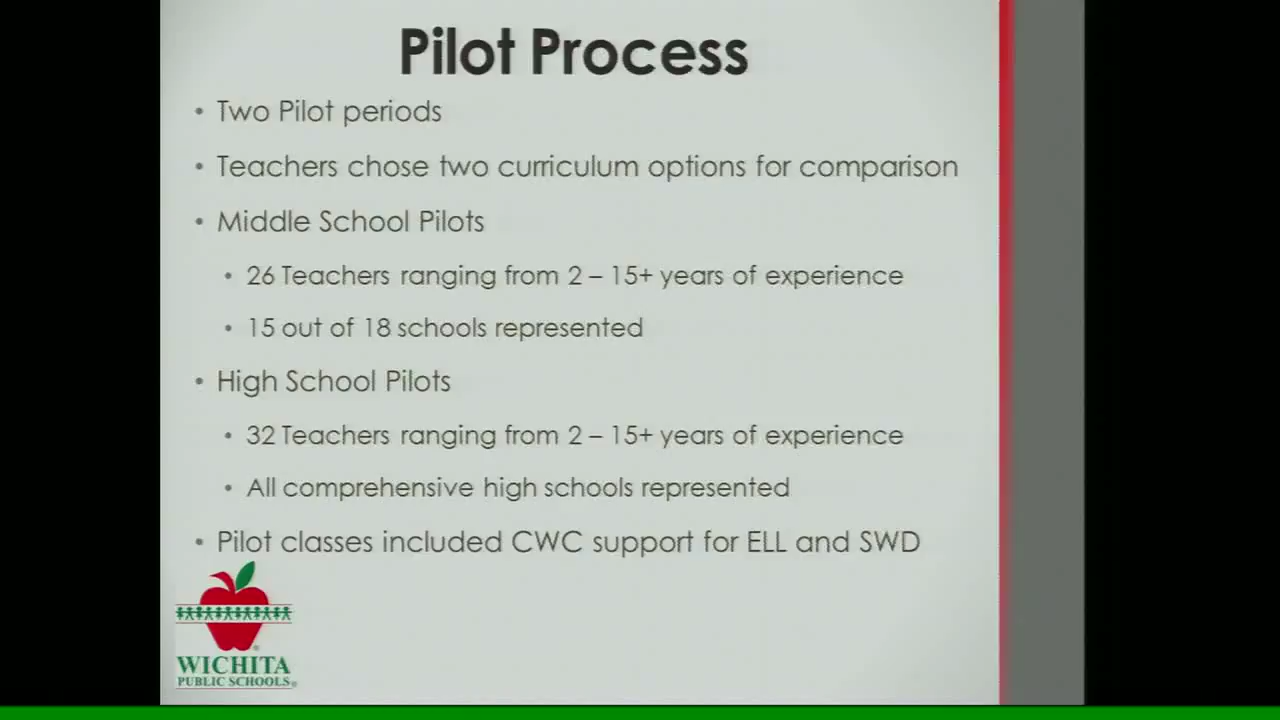 Pilot Process
• Two Pilot periods
• Teachers chose two curriculum options for comparison
• Middle School Pilots
• 26 Teachers ranging from 2 – 15+ years of experience
• 15 out of 18 schools represented
• High School Pilots
• 32 Teachers ranging from 2 – 15+ years of experience
• All comprehensive high schools represented
• Pilot classes included CWC support for ELL and SWD
WICHITA
PUBLIC SCHOOLS®